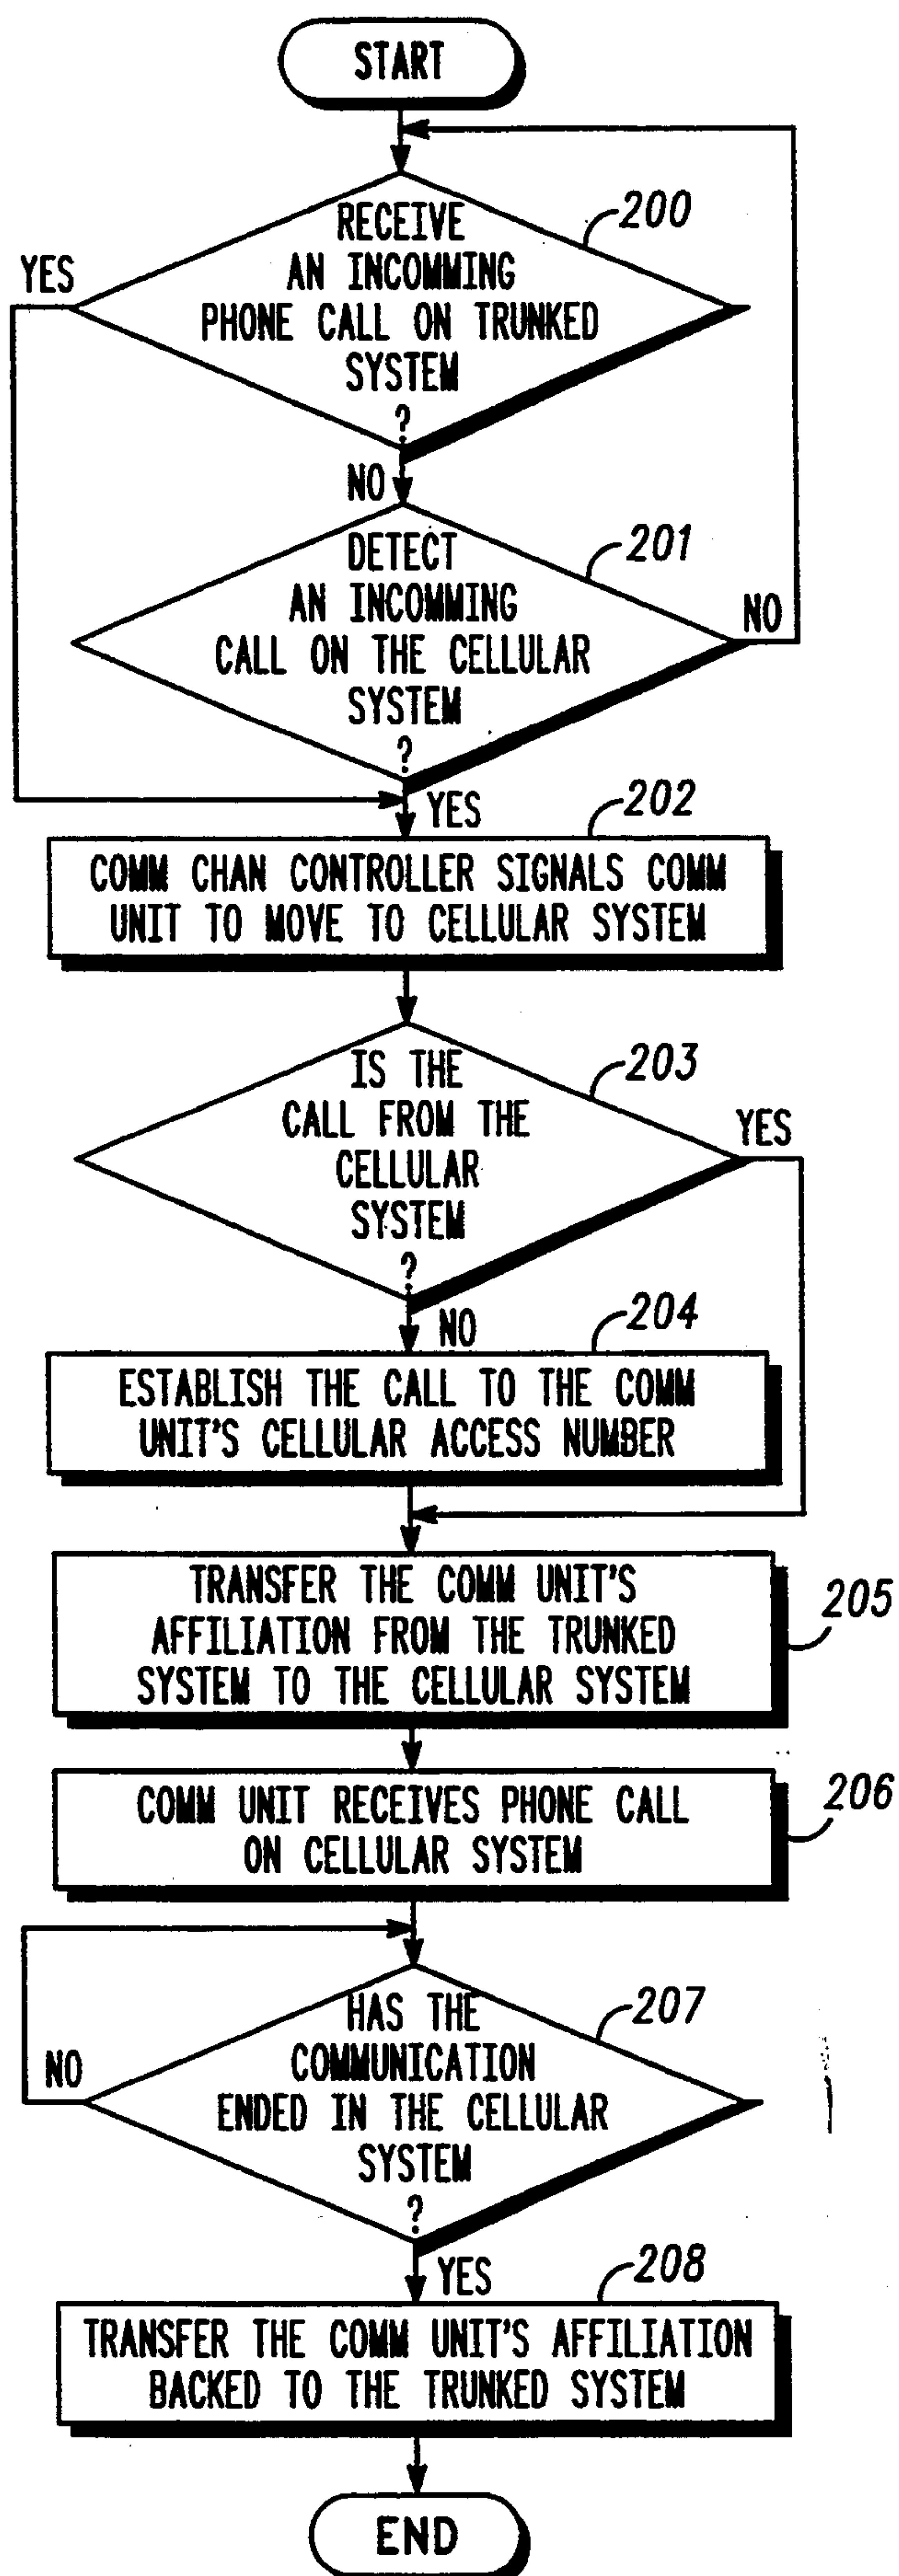 START
200
RECEIVE
AN INCOMMING
PHONE CALL ON TRUNKED
SYSTEM
?
YES
NO
201
DETECT
AN INCOMMING
CALL ON THE CELLULAR
SYSTEM
?
NO
YES
202
COMM CHAN CONTROLLER SIGNALS COMM
UNIT TO MOVE TO CELLULAR SYSTEM
203
IS THE
CALL FROM THE
CELLULAR
SYSTEM
?
YES
NO
204
ESTABLISH THE CALL TO THE COMM
UNIT'S CELLULAR ACCESS NUMBER
TRANSFER THE COMM UNIT'S
AFFILIATION FROM THE TRUNKED
SYSTEM TO THE CELLULAR SYSTEM
205
COMM UNIT RECEIVES PHONE CALL
ON CELLULAR SYSTEM
206
207
HAS THE
COMMUNICATION
ENDED IN THE CELLULAR
SYSTEM
?
NO
YES
208
TRANSFER THE COMM UNIT'S AFFILIATION
BACKED TO THE TRUNKED SYSTEM
END